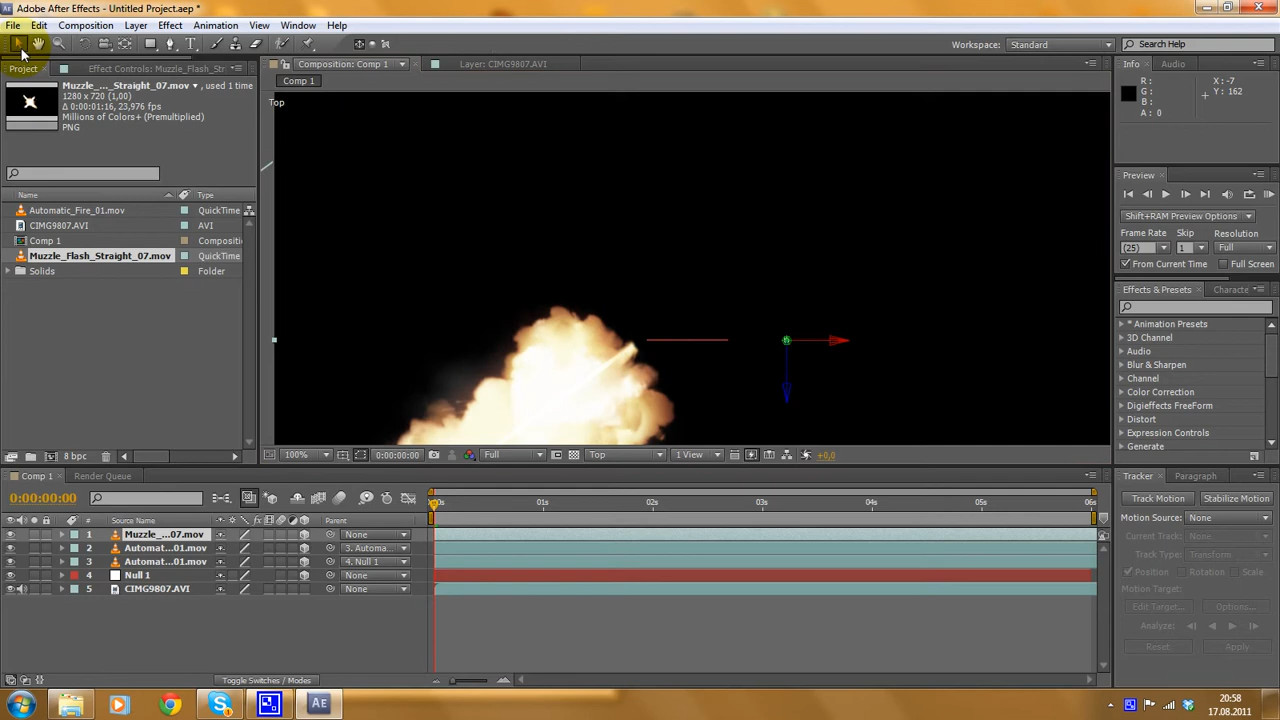 Adobe After Effects - Untitled Project.aep *
File Edit Composition Layer Effect Animation View Window Help
Workspace: Standard Search Help
Project Effect Controls: Muzzle_Flash_Str
Composition: Comp 1 Layer: CIMG9807.AVI
Info Audio
Comp 1
Muzzle_..._Straight_07.mov ▾, used 1 time
1280 x 720 (1,00)
Δ 0:00:01:16, 23,976 fps
Millions of Colors+ (Premultiplied)
PNG
Top
R :
G :
B :
A : 0
X : -7
Y : 162
Preview
Shift+RAM Preview Options
Frame Rate Skip Resolution
(25) 1 Full
From Current Time Full Screen
Name Type
Automatic_Fire_01.mov QuickTime
CIMG9807.AVI AVI
Comp 1 Compositi
Muzzle_Flash_Straight_07.mov QuickTime
Solids Folder
Effects & Presets Characte
* Animation Presets
3D Channel
Audio
Blur & Sharpen
Channel
Color Correction
Digieffects FreeForm
Distort
Expression Controls
Generate
8 bpc
100% 0:00:00:00 Full Top 1 View +0,0
Comp 1 Render Queue
Tracker Paragraph
0:00:00:00
01s 02s 03s 04s 05s 06s
Track Motion Stabilize Motion
Motion Source: None
Current Track: None
Track Type: Transform
Position Rotation Scale
Motion Target:
Edit Target... Options...
Analyze:
Reset Apply
# Source Name Parent
1 Muzzle_...07.mov None
2 Automat...01.mov 3. Automa...
3 Automat...01.mov 4. Null 1
4 Null 1 None
5 CIMG9807.AVI None
Toggle Switches / Modes
20:58
17.08.2011